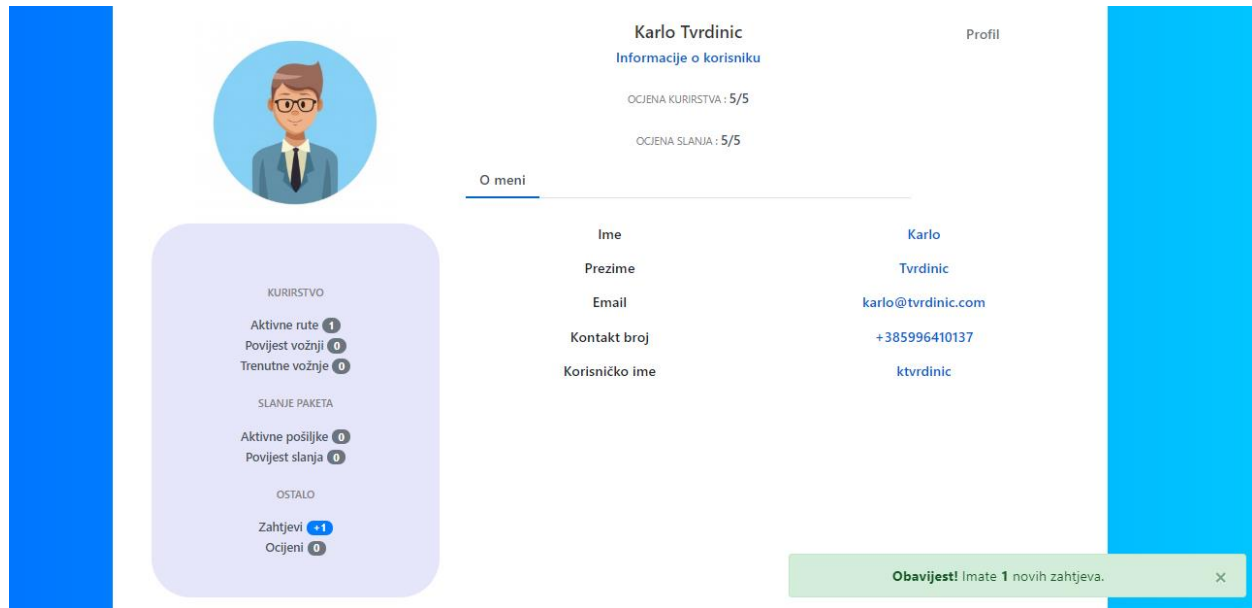 Karlo Tvrdinic
Profil
Informacije o korisniku
OCJENA KURIRSTVA : 5/5
OCJENA SLANJA : 5/5
O meni
Ime Karlo
Prezime Tvrdinic
Email karlo@tvrdinic.com
Kontakt broj +385996410137
Korisničko ime ktvrdinic
KURIRSTVO
Aktivne rute 1
Povijest vožnji 0
Trenutne vožnje 0
SLANJE PAKETA
Aktivne pošiljke 0
Povijest slanja 0
OSTALO
Zahtjevi +1
Ocijeni 0
Obavijest! Imate 1 novih zahtjeva. ×